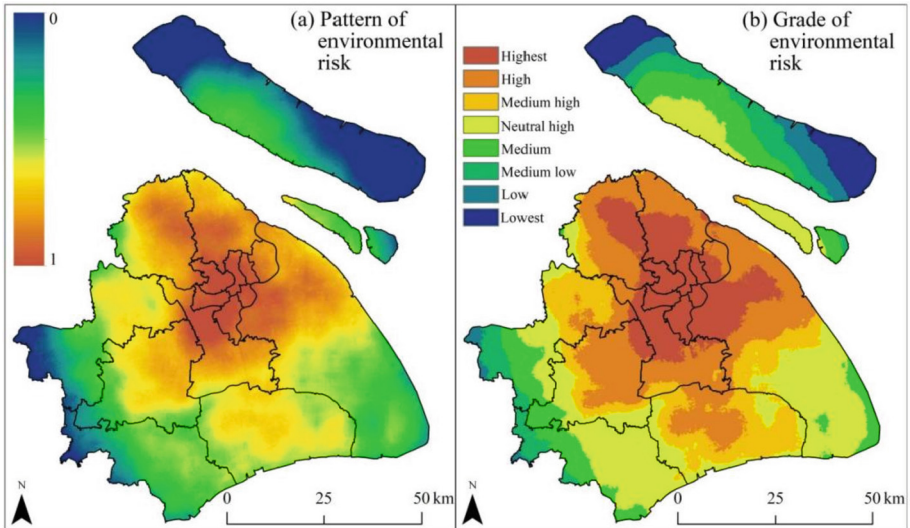 0
1
(a) Pattern of
environmental
risk
N
0 25 50 km
(b) Grade of
environmental
risk
Highest
High
Medium high
Neutral high
Medium
Medium low
Low
Lowest
N
0 25 50 km